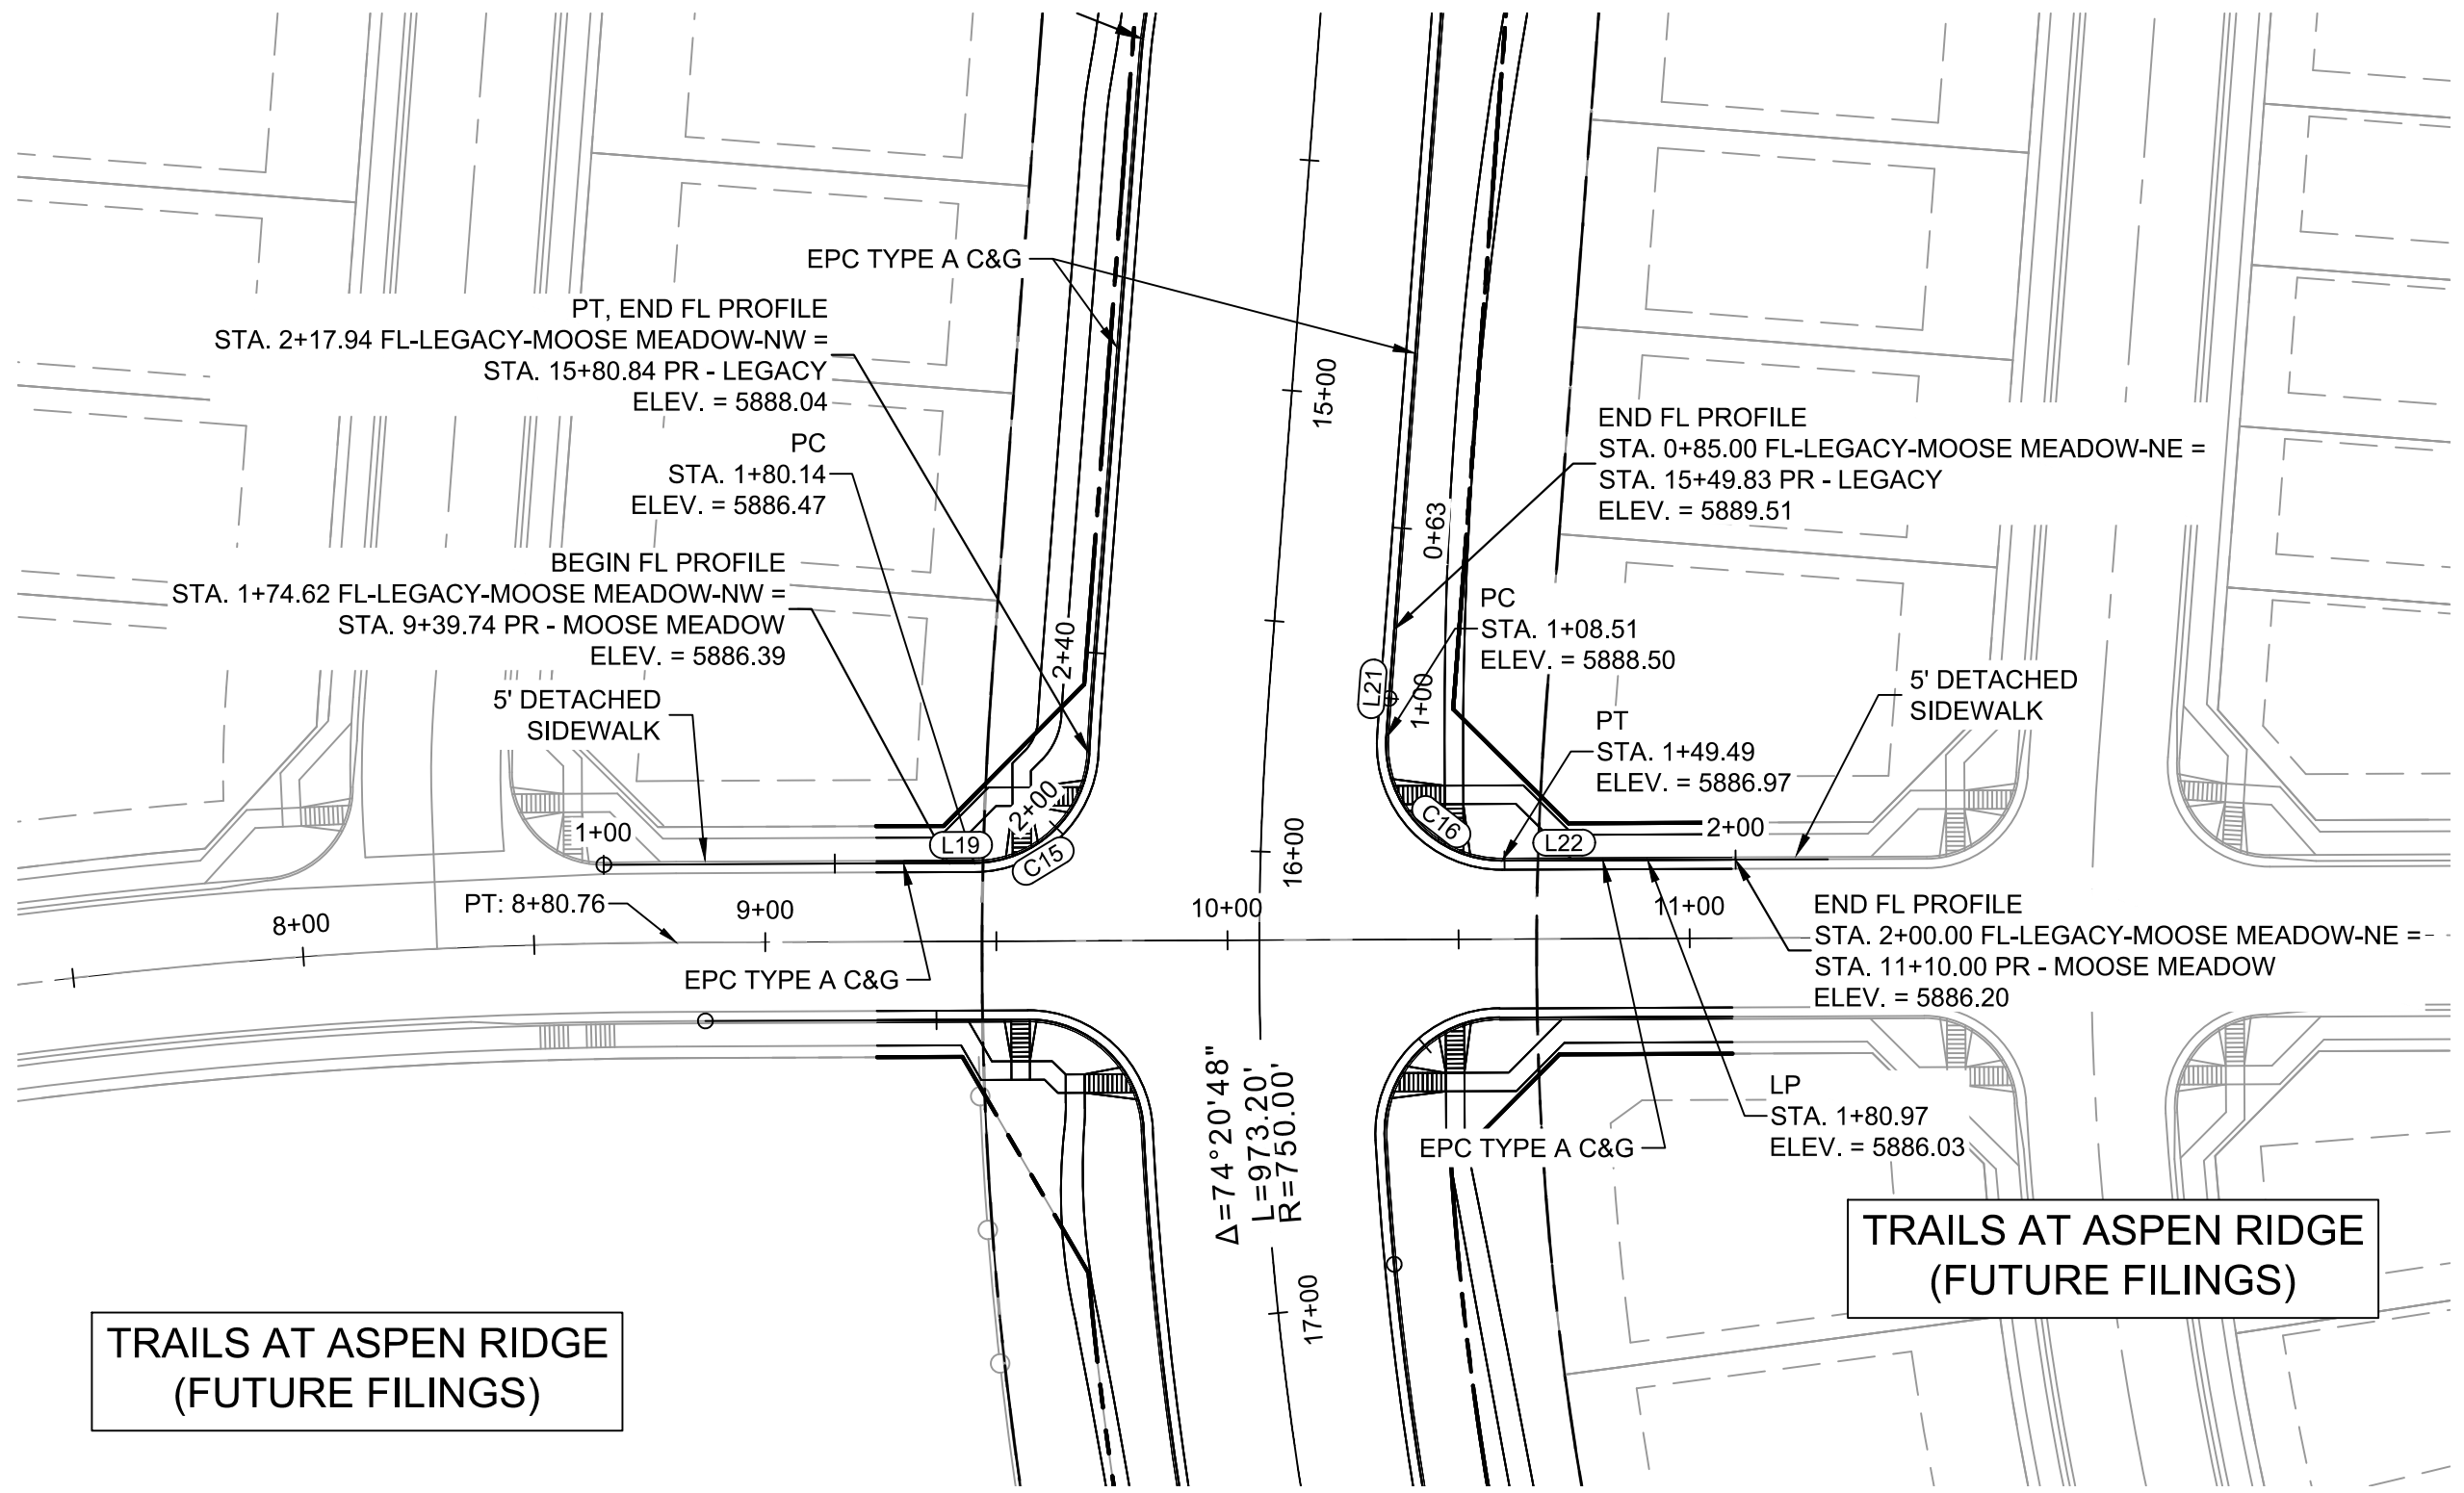 EPC TYPE A C&G
PT, END FL PROFILE
STA. 2+17.94 FL-LEGACY-MOOSE MEADOW-NW =
STA. 15+80.84 PR - LEGACY
ELEV. = 5888.04
PC
STA. 1+80.14
ELEV. = 5886.47
BEGIN FL PROFILE
STA. 1+74.62 FL-LEGACY-MOOSE MEADOW-NW =
STA. 9+39.74 PR - MOOSE MEADOW
ELEV. = 5886.39
5' DETACHED
SIDEWALK
15+00
END FL PROFILE
STA. 0+85.00 FL-LEGACY-MOOSE MEADOW-NE =
STA. 15+49.83 PR - LEGACY
ELEV. = 5889.51
0+63
PC
STA. 1+08.51
ELEV. = 5888.50
2+40
L21
1+00
PT
STA. 1+49.49
ELEV. = 5886.97
5' DETACHED
SIDEWALK
1+00
L19
2+00
C15
16+00
C16
L22
2+00
PT: 8+80.76
8+00
9+00
10+00
11+00
EPC TYPE A C&G
END FL PROFILE
STA. 2+00.00 FL-LEGACY-MOOSE MEADOW-NE =
STA. 11+10.00 PR - MOOSE MEADOW
ELEV. = 5886.20
Δ=74°20'48"
L=973.20'
R=750.00'
EPC TYPE A C&G
LP
STA. 1+80.97
ELEV. = 5886.03
17+00
TRAILS AT ASPEN RIDGE
(FUTURE FILINGS)
TRAILS AT ASPEN RIDGE
(FUTURE FILINGS)